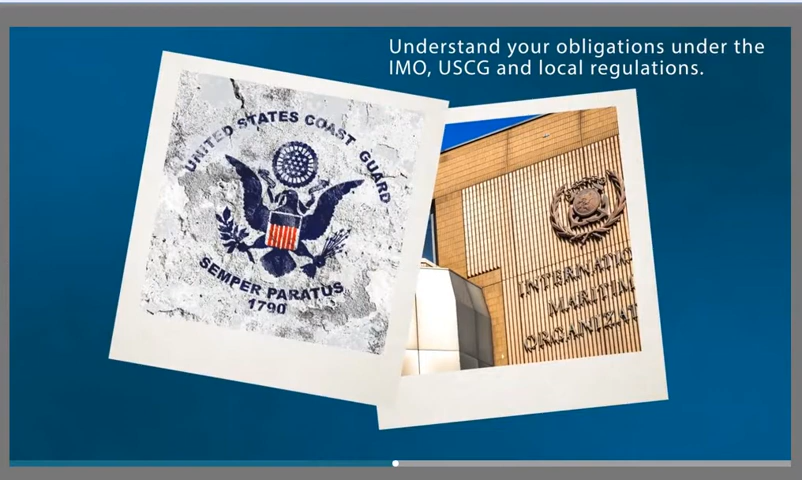 Understand your obligations under the
IMO, USCG and local regulations.
UNITED STATES COAST GUARD
SEMPER PARATUS
1790
INTERNATIO
MARITIM
ORGANIZAT